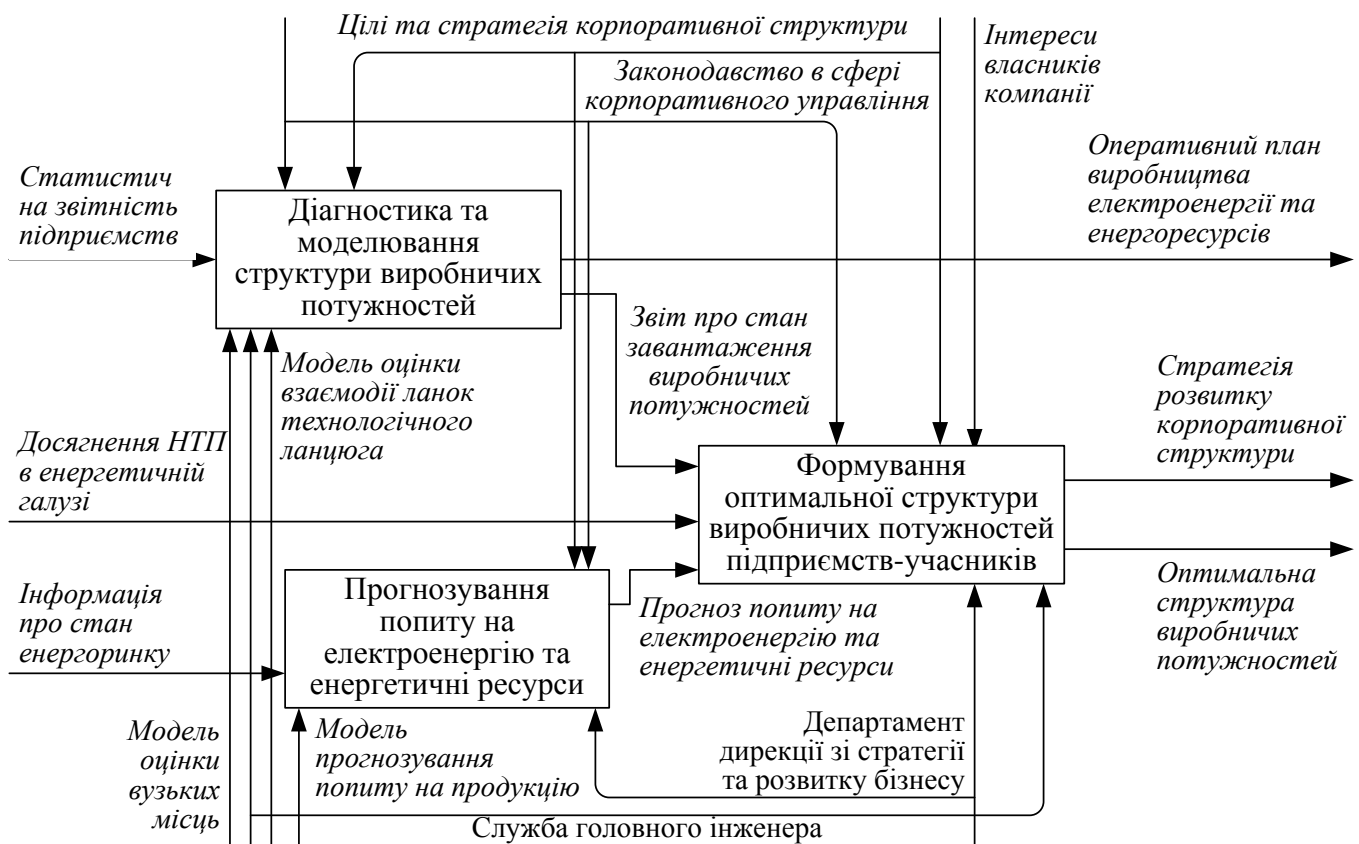 Цілі та стратегія корпоративної структури
Інтереси
власників
компанії
Законодавство в сфері
корпоративного управління
Оперативний план
виробництва
електроенергії та
енергоресурсів
Статистич
на звітність
підприємств
Діагностика та
моделювання
структури виробничих
потужностей
Звіт про стан
завантаження
виробничих
потужностей
Модель оцінки
взаємодії ланок
технологічного
ланцюга
Стратегія
розвитку
корпоративної
структури
Досягнення НТП
в енергетичній
галузі
Формування
оптимальної структури
виробничих потужностей
підприємств-учасників
Інформація
про стан
енергоринку
Прогнозування
попиту на
електроенергію та
енергетичні ресурси
Прогноз попиту на
електроенергію та
енергетичні ресурси
Оптимальна
структура
виробничих
потужностей
Модель
оцінки
вузьких
місць
Модель
прогнозування
попиту на продукцію
Департамент
дирекції зі стратегії
та розвитку бізнесу
Служба головного інженера